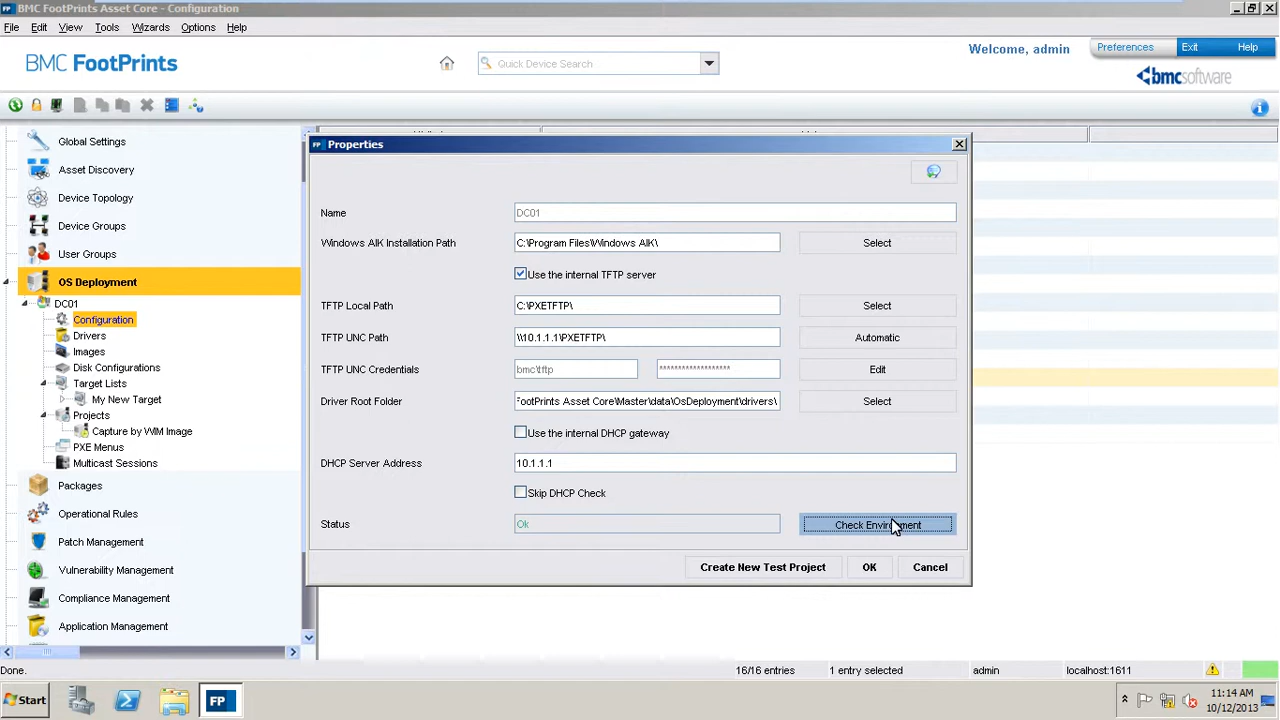 BMC FootPrints Asset Core - Configuration
File Edit View Tools Wizards Options Help
BMC FootPrints
Quick Device Search
Welcome, admin
Preferences Exit Help
bmcsoftware
Global Settings
Asset Discovery
Device Topology
Device Groups
User Groups
OS Deployment
DC01
Configuration
Drivers
Images
Disk Configurations
Target Lists
My New Target
Projects
Capture by WIM Image
PXE Menus
Multicast Sessions
Packages
Operational Rules
Patch Management
Vulnerability Management
Compliance Management
Application Management
FP Properties
Name DC01
Windows AIK Installation Path C:\Program Files\Windows AIK\ Select
Use the internal TFTP server
TFTP Local Path C:\PXETFTP\ Select
TFTP UNC Path \\10.1.1.1\PXETFTP\ Automatic
TFTP UNC Credentials bmc\tftp ****************** Edit
Driver Root Folder FootPrints Asset Core\Master\data\OsDeployment\drivers\ Select
Use the internal DHCP gateway
DHCP Server Address 10.1.1.1
Skip DHCP Check
Status Ok Check Environment
Create New Test Project OK Cancel
Done. 16/16 entries 1 entry selected admin localhost:1611
Start FP 11:14 AM
10/12/2013